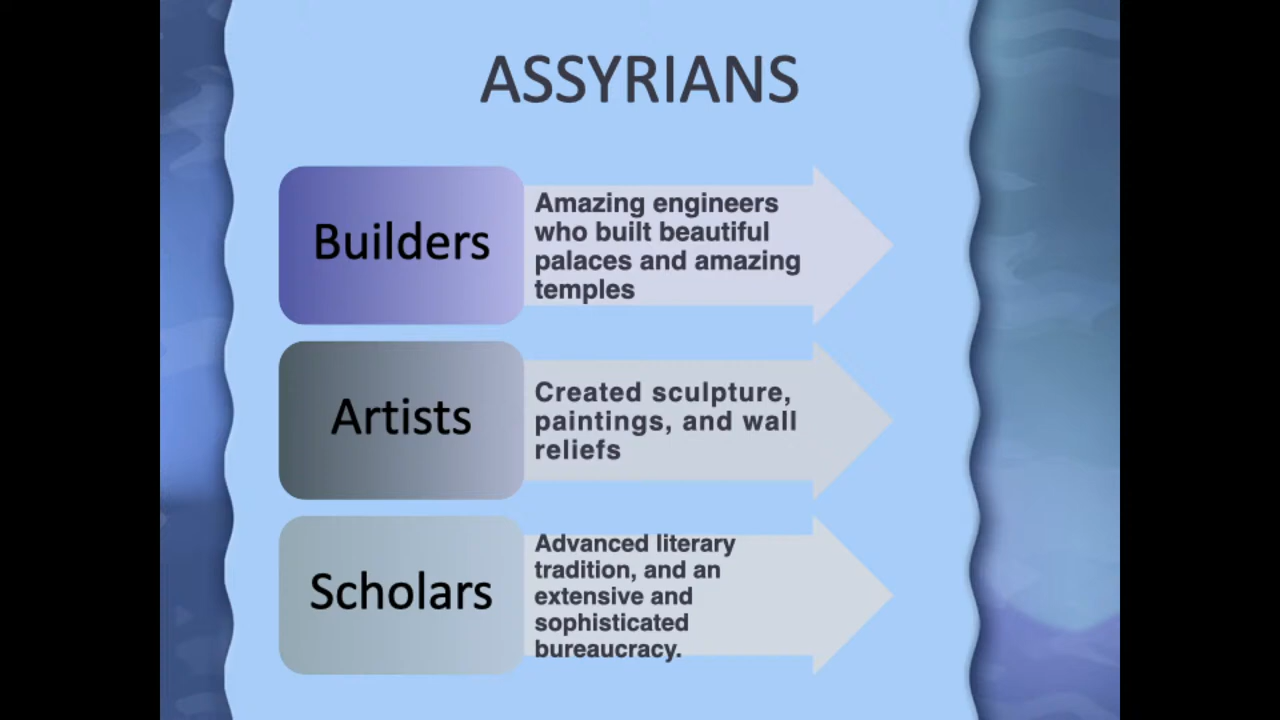 ASSYRIANS
Builders
Amazing engineers
who built beautiful
palaces and amazing
temples
Artists
Created sculpture,
paintings, and wall
reliefs
Scholars
Advanced literary
tradition, and an
extensive and
sophisticated
bureaucracy.